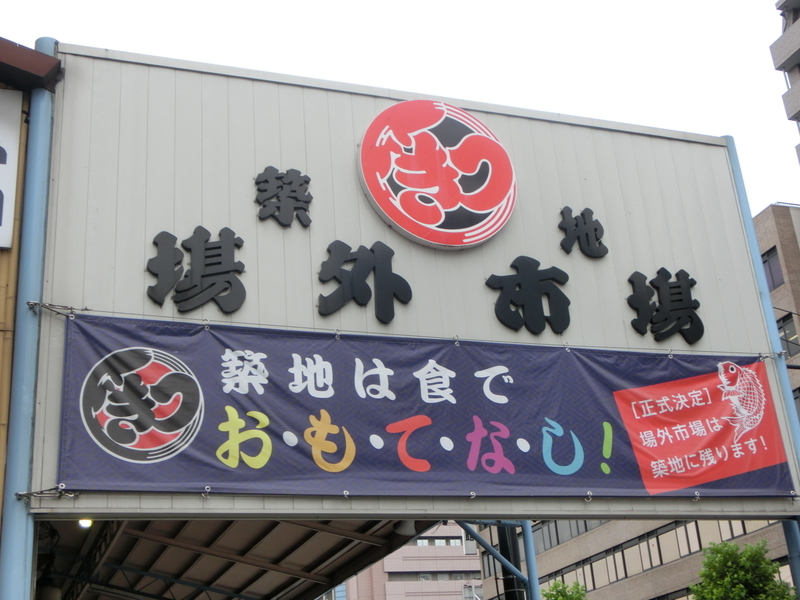 築地
場外市場
築地は食で
お・も・て・な・し!
[正式決定]
場外市場は
築地に残ります!